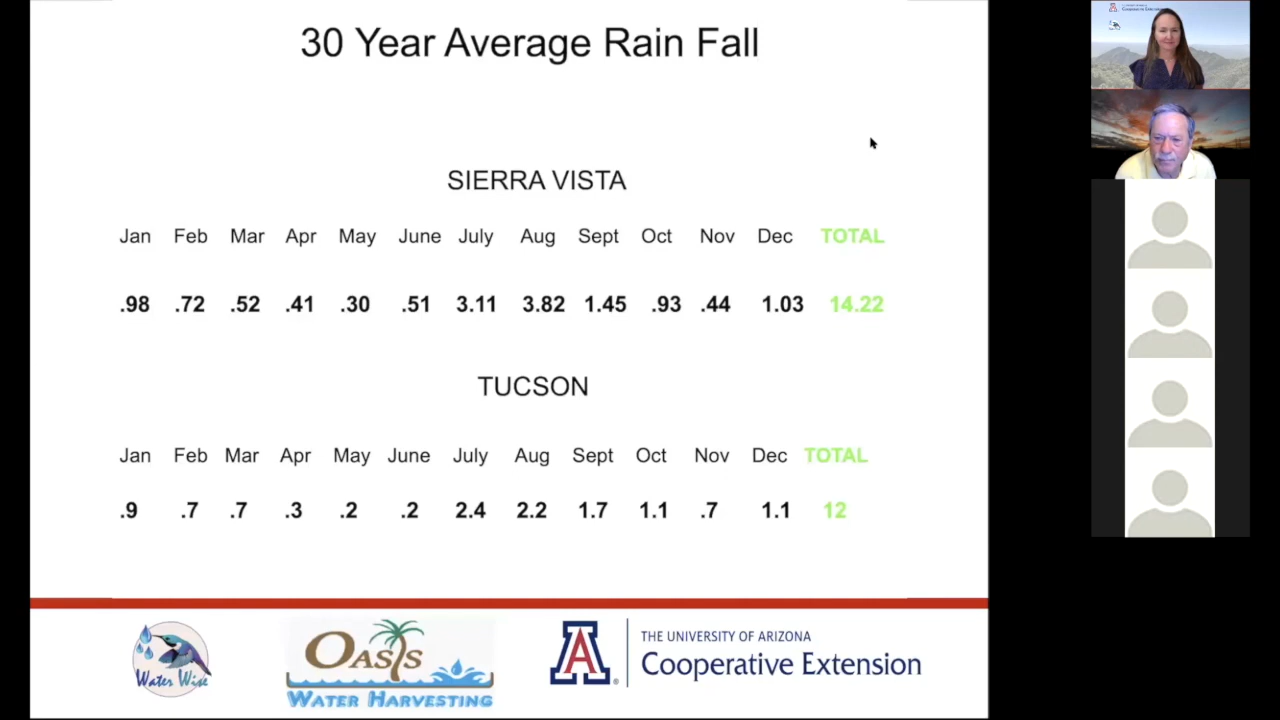 30 Year Average Rain Fall
SIERRA VISTA
Jan Feb Mar Apr May June July Aug Sept Oct Nov Dec TOTAL
.98 .72 .52 .41 .30 .51 3.11 3.82 1.45 .93 .44 1.03 14.22
TUCSON
Jan Feb Mar Apr May June July Aug Sept Oct Nov Dec TOTAL
.9 .7 .7 .3 .2 .2 2.4 2.2 1.7 1.1 .7 1.1 12
Water Wise
OASIS
WATER HARVESTING
A
THE UNIVERSITY OF ARIZONA
Cooperative Extension
Cooperative Extension